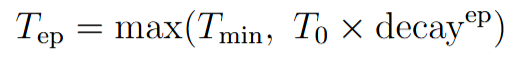 T_ep = max(T_min, T_0 × decay^ep)